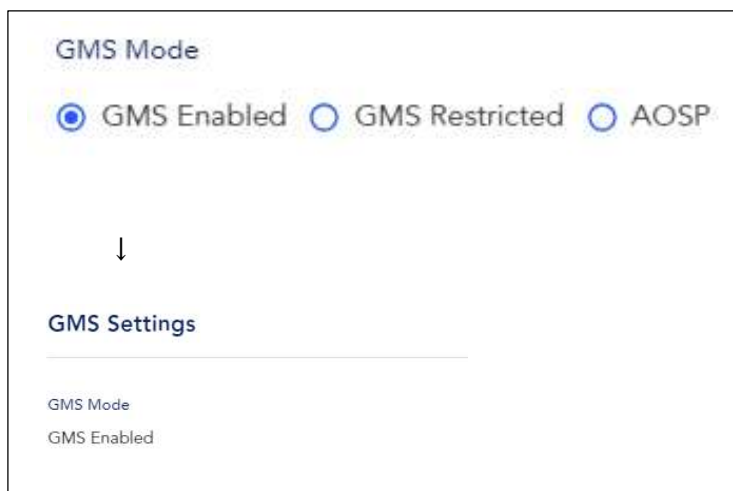 GMS Mode
GMS Enabled GMS Restricted AOSP
↓
GMS Settings
GMS Mode
GMS Enabled